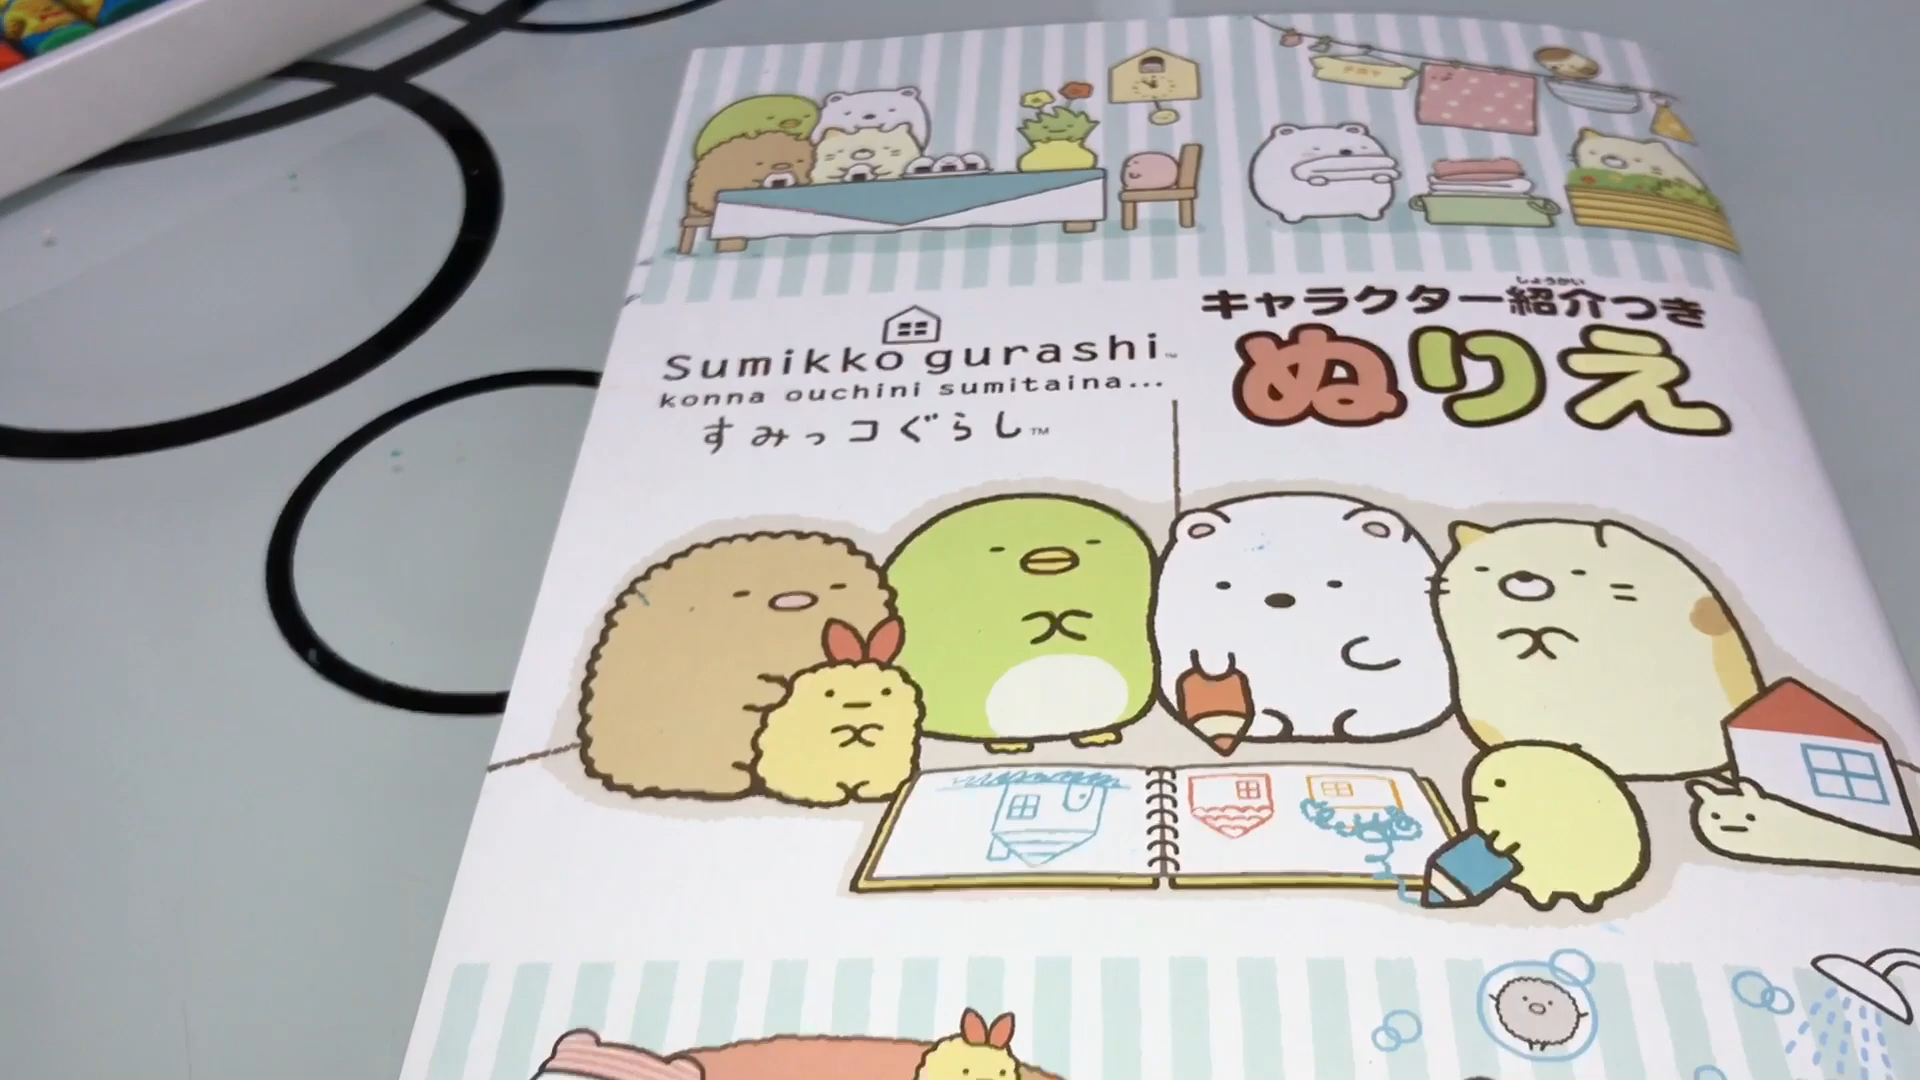 Sumikko gurashi™
konna ouchini sumitaina...
すみっコぐらし™
しょうかい
キャラクター紹介つき
ぬりえ